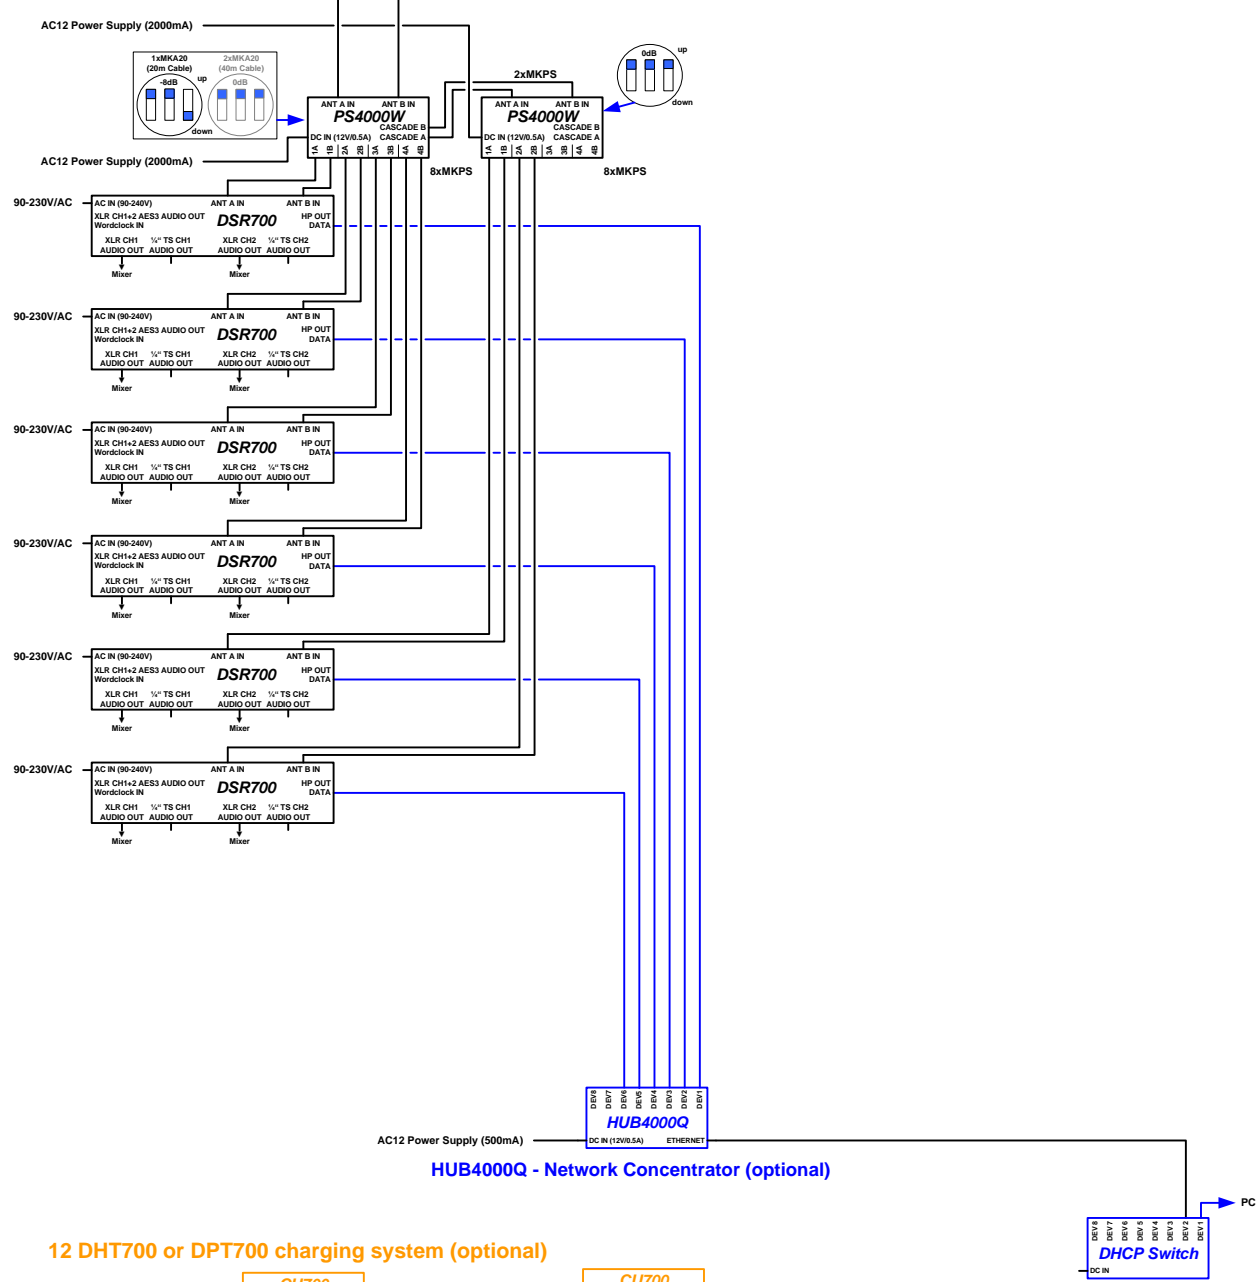 AC12 Power Supply (2000mA)
1xMKA20
(20m Cable)
-8dB
up
down
2xMKA20
(40m Cable)
0dB
0dB
up
down
2xMKPS
ANT A IN ANT B IN
PS4000W
CASCADE B
DC IN (12V/0.5A) CASCADE A
1A 1B 2A 2B 3A 3B 4A 4B
8xMKPS
ANT A IN ANT B IN
PS4000W
CASCADE B
DC IN (12V/0.5A) CASCADE A
1A 1B 2A 2B 3A 3B 4A 4B
8xMKPS
AC12 Power Supply (2000mA)
90-230V/AC
AC IN (90-240V) ANT A IN ANT B IN
XLR CH1+2 AES3 AUDIO OUT DSR700 HP OUT
Wordclock IN DATA
XLR CH1 ¼“ TS CH1 XLR CH2 ¼“ TS CH2
AUDIO OUT AUDIO OUT AUDIO OUT AUDIO OUT
Mixer Mixer
90-230V/AC
AC IN (90-240V) ANT A IN ANT B IN
XLR CH1+2 AES3 AUDIO OUT DSR700 HP OUT
Wordclock IN DATA
XLR CH1 ¼“ TS CH1 XLR CH2 ¼“ TS CH2
AUDIO OUT AUDIO OUT AUDIO OUT AUDIO OUT
Mixer Mixer
90-230V/AC
AC IN (90-240V) ANT A IN ANT B IN
XLR CH1+2 AES3 AUDIO OUT DSR700 HP OUT
Wordclock IN DATA
XLR CH1 ¼“ TS CH1 XLR CH2 ¼“ TS CH2
AUDIO OUT AUDIO OUT AUDIO OUT AUDIO OUT
Mixer Mixer
90-230V/AC
AC IN (90-240V) ANT A IN ANT B IN
XLR CH1+2 AES3 AUDIO OUT DSR700 HP OUT
Wordclock IN DATA
XLR CH1 ¼“ TS CH1 XLR CH2 ¼“ TS CH2
AUDIO OUT AUDIO OUT AUDIO OUT AUDIO OUT
Mixer Mixer
90-230V/AC
AC IN (90-240V) ANT A IN ANT B IN
XLR CH1+2 AES3 AUDIO OUT DSR700 HP OUT
Wordclock IN DATA
XLR CH1 ¼“ TS CH1 XLR CH2 ¼“ TS CH2
AUDIO OUT AUDIO OUT AUDIO OUT AUDIO OUT
Mixer Mixer
90-230V/AC
AC IN (90-240V) ANT A IN ANT B IN
XLR CH1+2 AES3 AUDIO OUT DSR700 HP OUT
Wordclock IN DATA
XLR CH1 ¼“ TS CH1 XLR CH2 ¼“ TS CH2
AUDIO OUT AUDIO OUT AUDIO OUT AUDIO OUT
Mixer Mixer
DEV8 DEV7 DEV6 DEV5 DEV4 DEV3 DEV2 DEV1
HUB4000Q
AC12 Power Supply (500mA)
DC IN (12V/0.5A) ETHERNET
HUB4000Q - Network Concentrator (optional)
PC
DEV8 DEV7 DEV6 DEV5 DEV4 DEV3 DEV2 DEV1
DHCP Switch
DC IN
12 DHT700 or DPT700 charging system (optional)
CU700 CU700